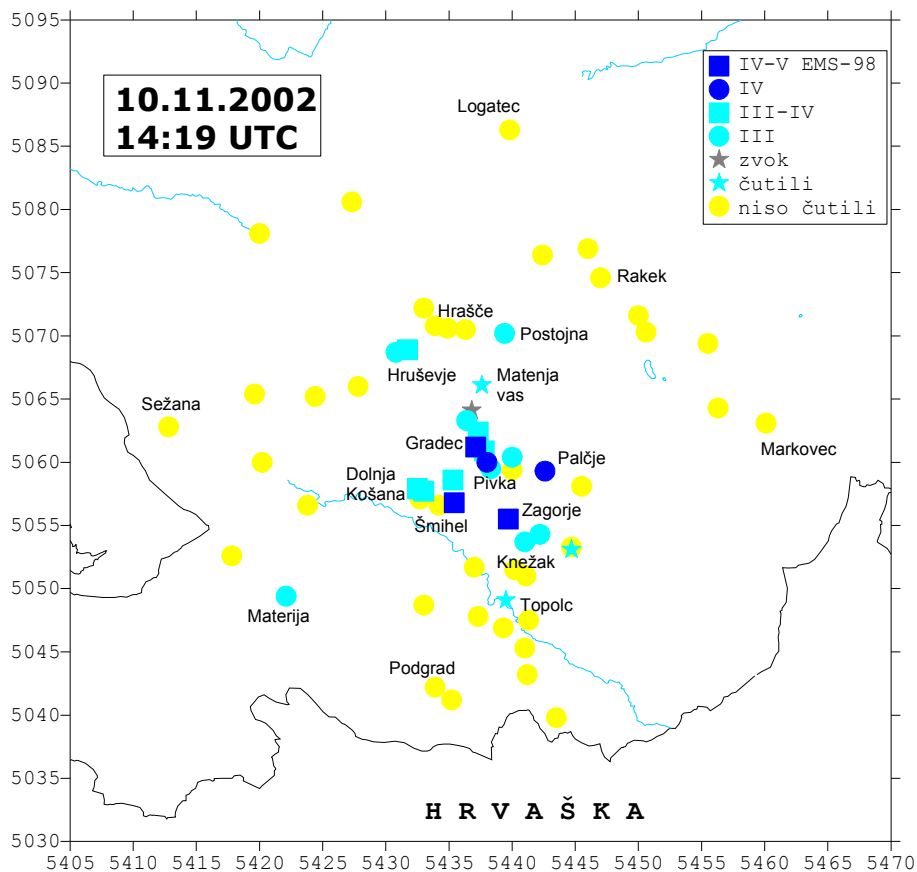 10.11.2002
14:19 UTC
IV-V EMS-98
IV
III-IV
III
zvok
čutili
niso čutili
Logatec
Rakek
Hrašče
Postojna
Hruševje
Matenja
vas
Sežana
Markovec
Gradec
Palčje
Dolnja
Košana
Pivka
Šmihel
Zagorje
Knežak
Materija
Topolc
Podgrad
HRVAŠKA
5095
5090
5085
5080
5075
5070
5065
5060
5055
5050
5045
5040
5035
5030
5405 5410 5415 5420 5425 5430 5435 5440 5445 5450 5455 5460 5465 5470